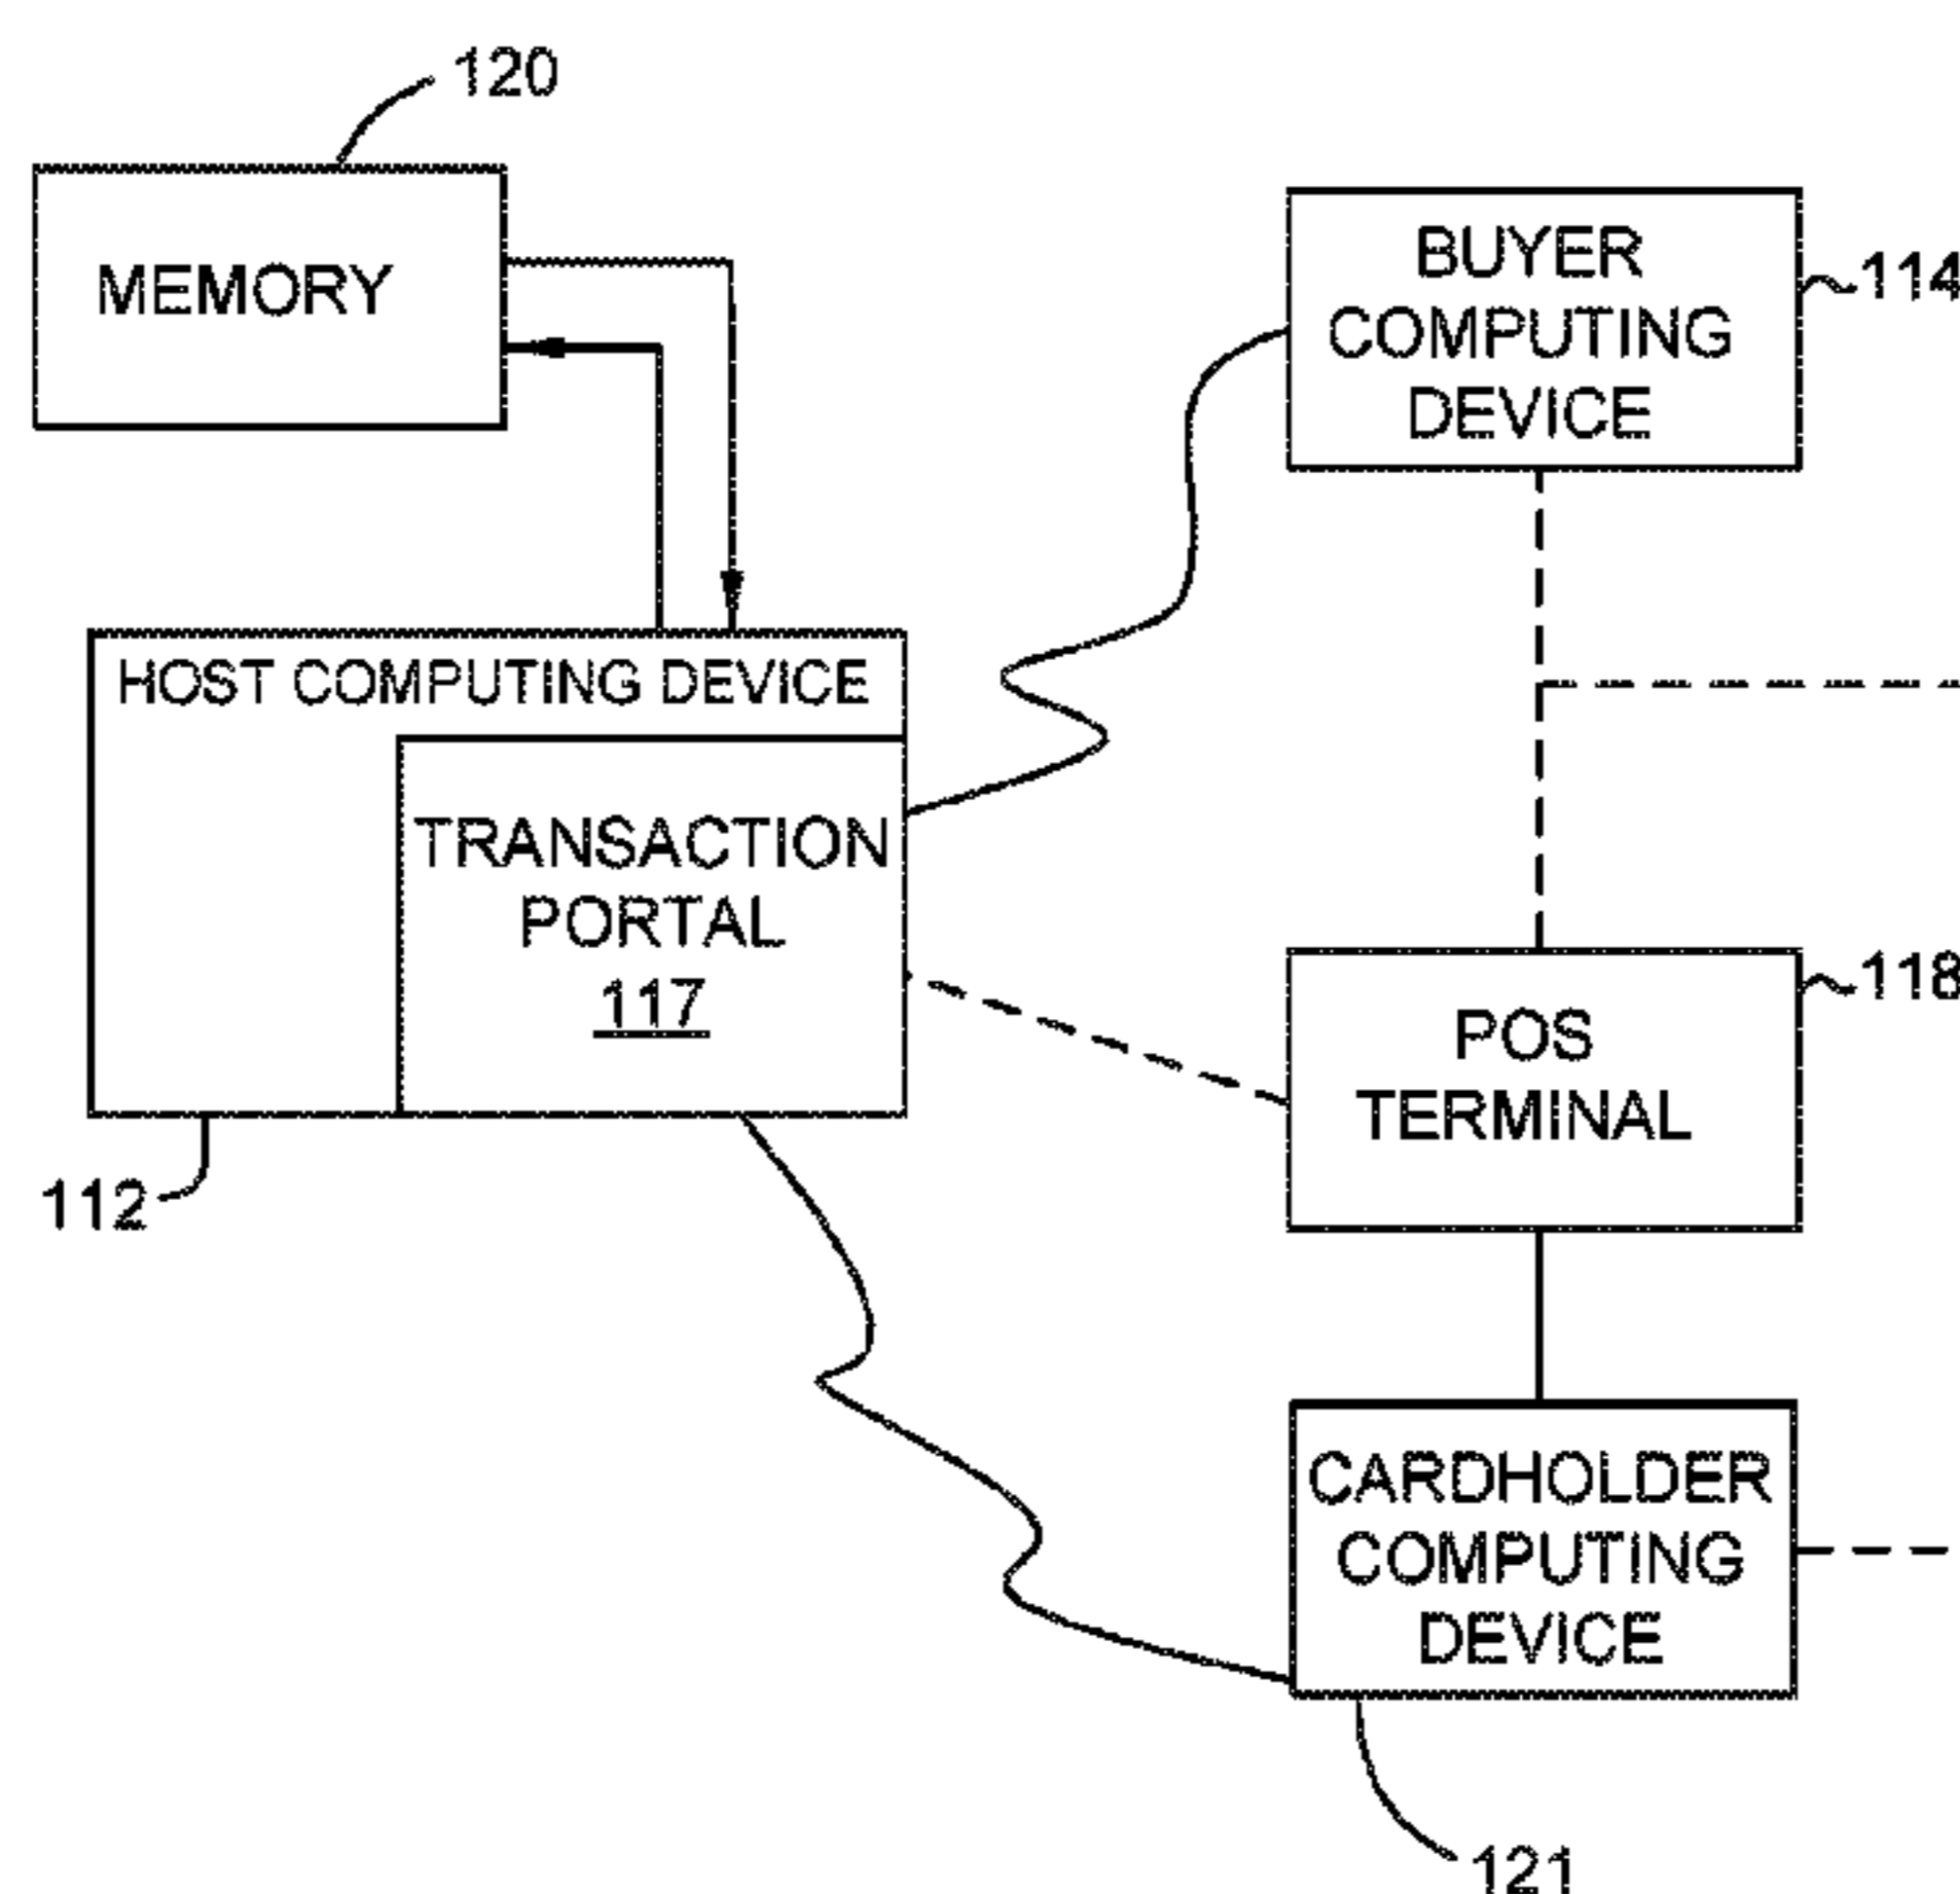 120
MEMORY
BUYER
COMPUTING
DEVICE
114
HOST COMPUTING DEVICE
TRANSACTION
PORTAL
117
112
POS
TERMINAL
118
CARDHOLDER
COMPUTING
DEVICE
121